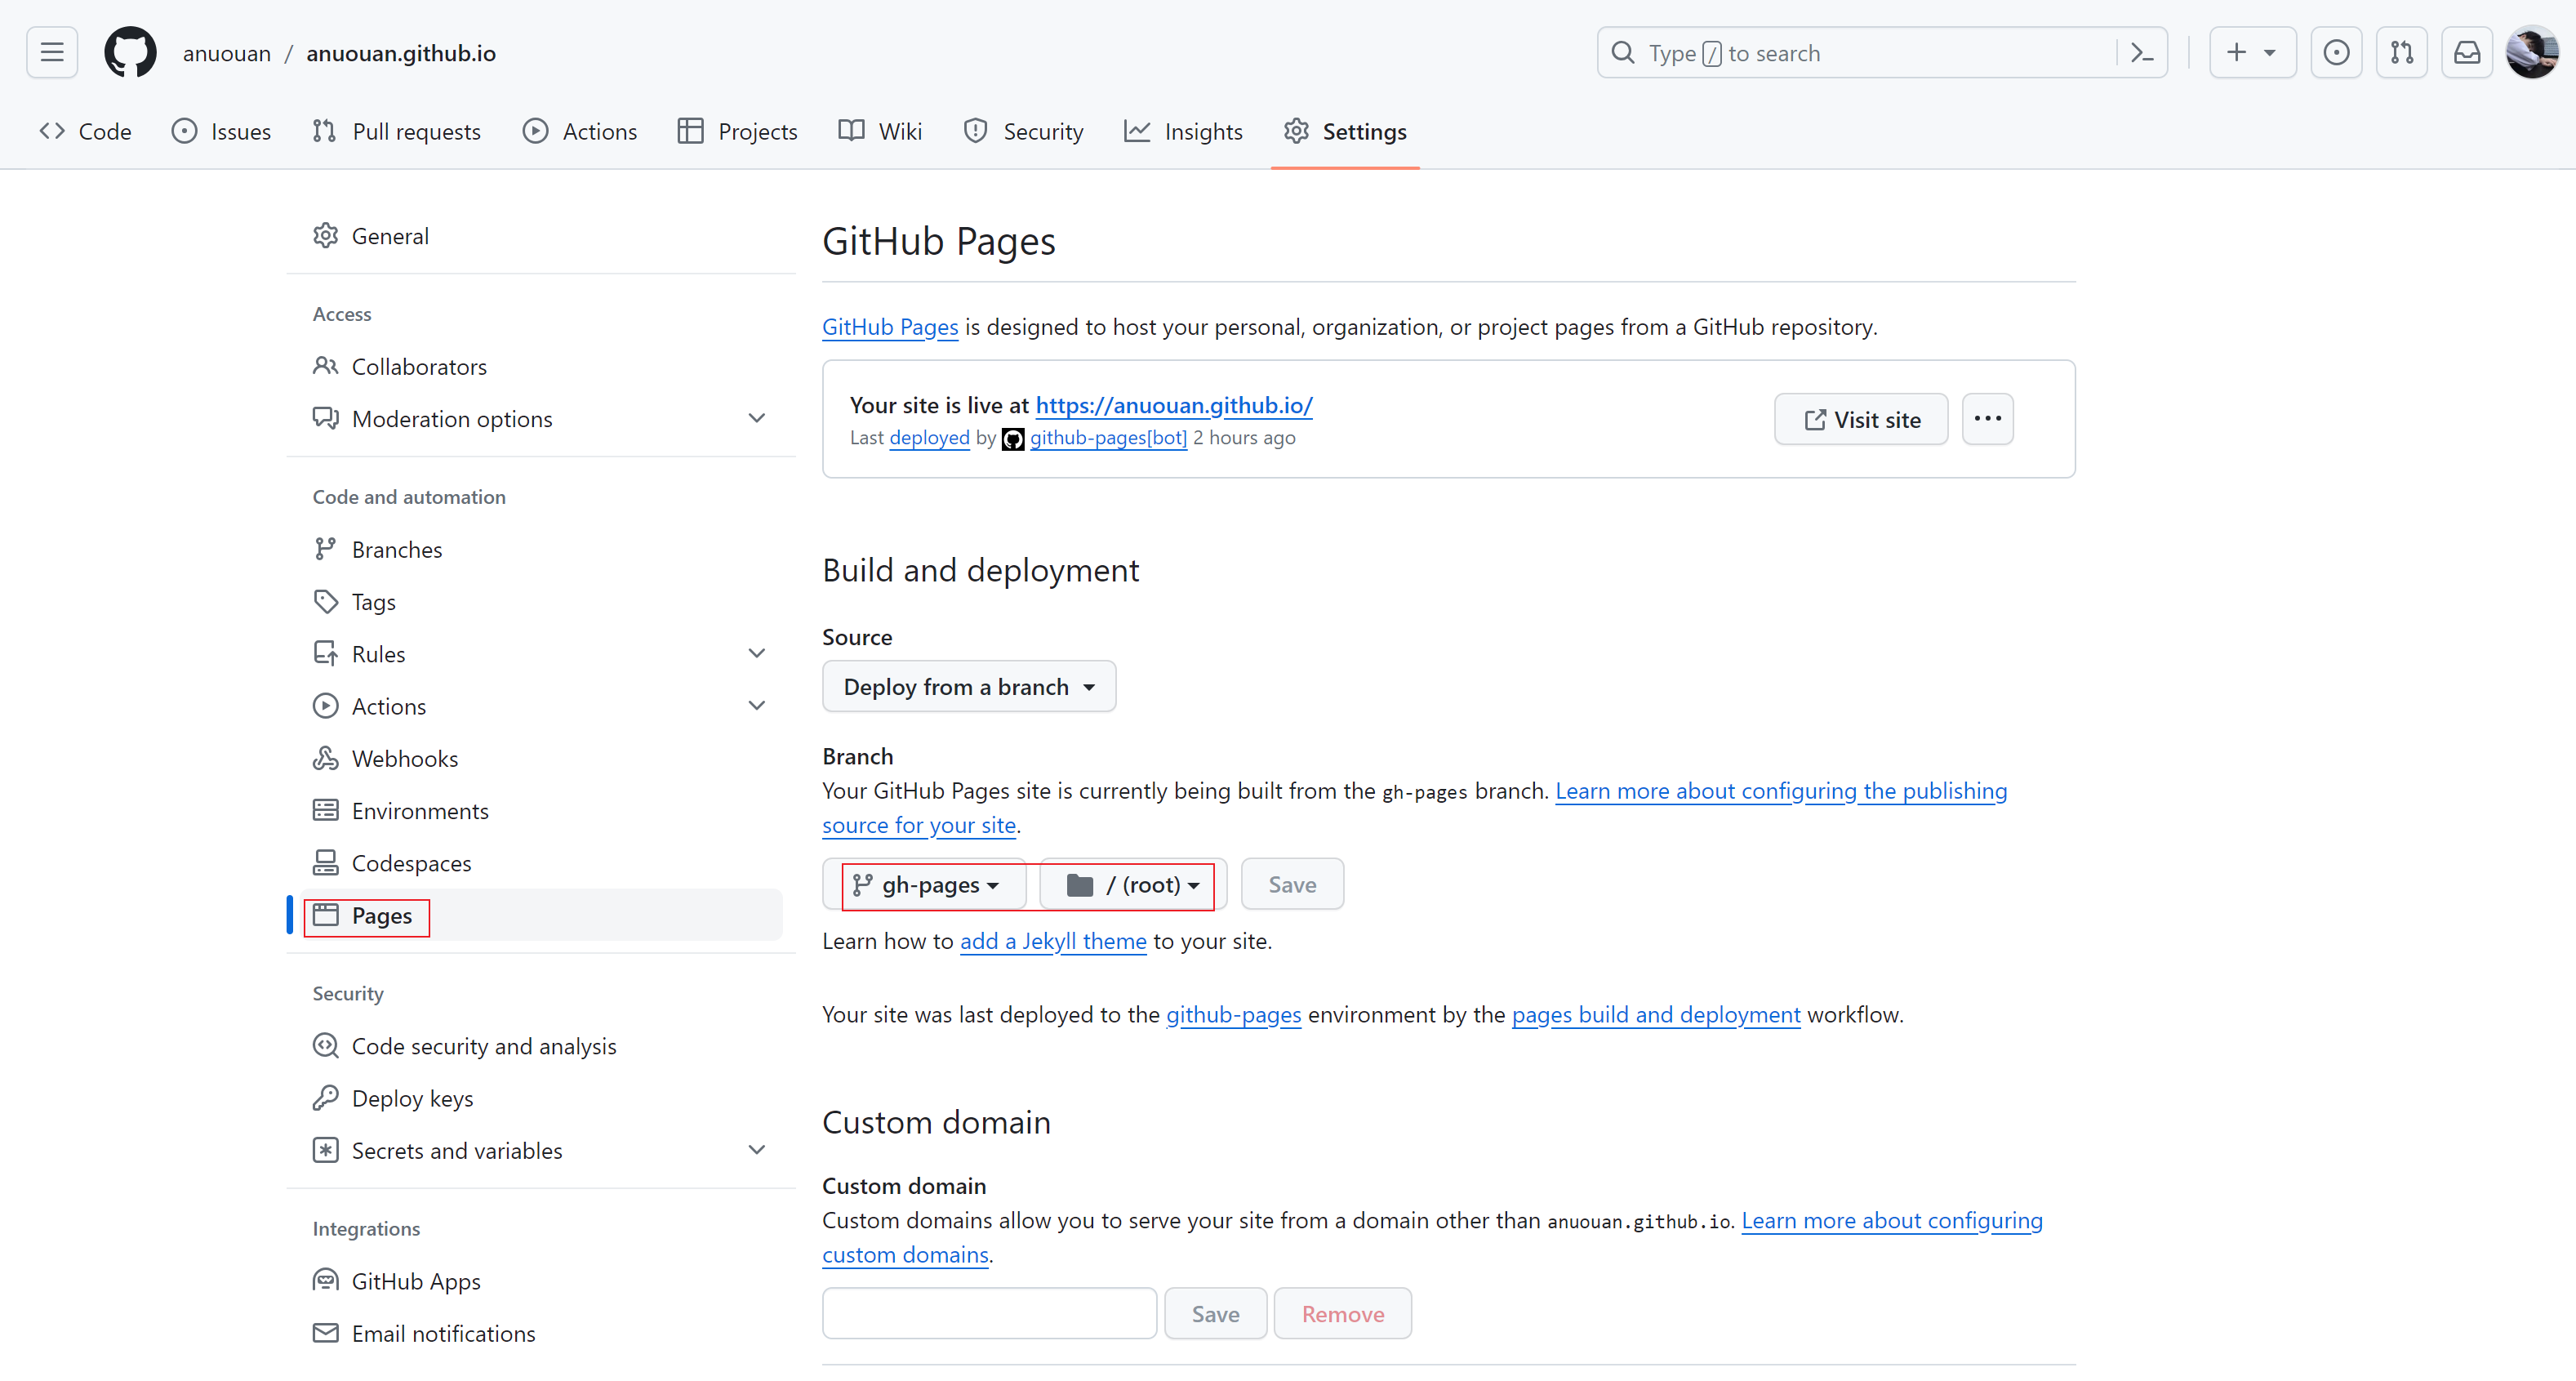 anuouan / anuouan.github.io
Type / to search
Code Issues Pull requests Actions Projects Wiki Security Insights Settings
General
Access
Collaborators
Moderation options
Code and automation
Branches
Tags
Rules
Actions
Webhooks
Environments
Codespaces
Pages
Security
Code security and analysis
Deploy keys
Secrets and variables
Integrations
GitHub Apps
Email notifications
GitHub Pages
GitHub Pages is designed to host your personal, organization, or project pages from a GitHub repository.
Your site is live at https://anuouan.github.io/
Last deployed by github-pages[bot] 2 hours ago
Visit site
Build and deployment
Source
Deploy from a branch
Branch
Your GitHub Pages site is currently being built from the gh-pages branch. Learn more about configuring the publishing
source for your site.
gh-pages / (root) Save
Learn how to add a Jekyll theme to your site.
Your site was last deployed to the github-pages environment by the pages build and deployment workflow.
Custom domain
Custom domain
Custom domains allow you to serve your site from a domain other than anuouan.github.io. Learn more about configuring
custom domains.
Save Remove